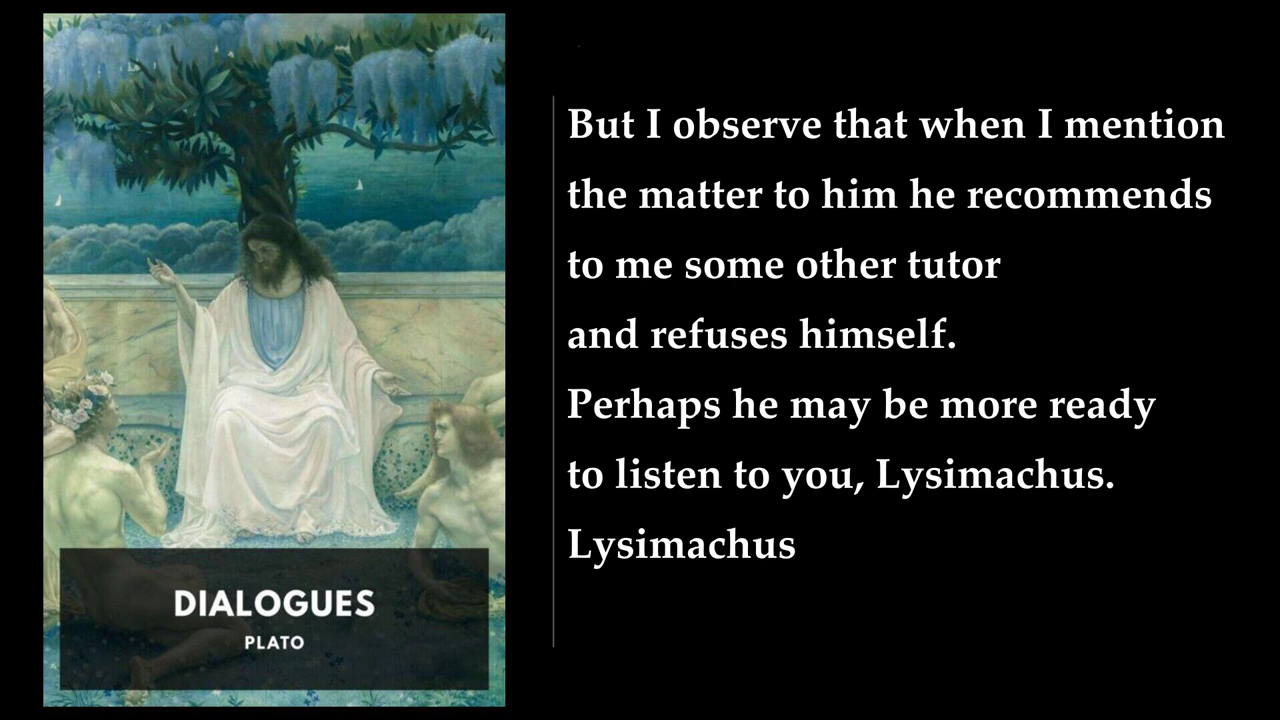 DIALOGUES
PLATO
But I observe that when I mention
the matter to him he recommends
to me some other tutor
and refuses himself.
Perhaps he may be more ready
to listen to you, Lysimachus.
Lysimachus